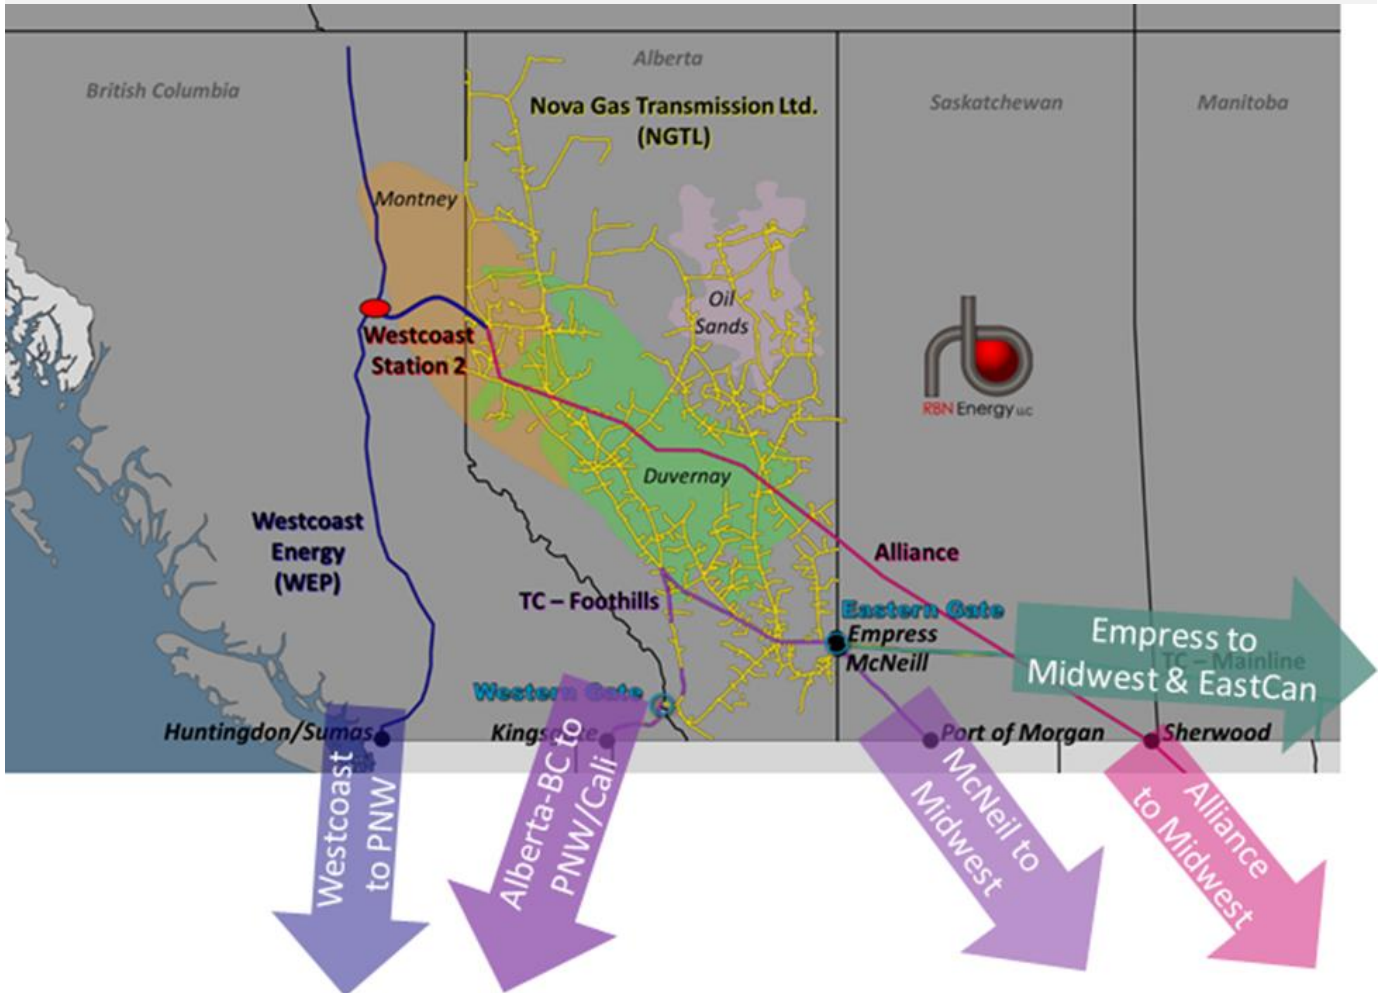 Alberta
British Columbia
Saskatchewan
Manitoba
Nova Gas Transmission Ltd.
(NGTL)
Montney
Oil
Sands
Westcoast
Station 2
RBN Energy LLC
Duvernay
Westcoast
Energy
(WEP)
Alliance
TC – Foothills
Eastern Gate
Empress
McNeill
Empress to
Midwest & EastCan
TC – Mainline
Western Gate
Huntingdon/Sumas
Kingsgate
Port of Morgan
Sherwood
Westcoast
to PNW
Alberta-BC to
PNW/Cali
McNeil to
Midwest
Alliance
to Midwest